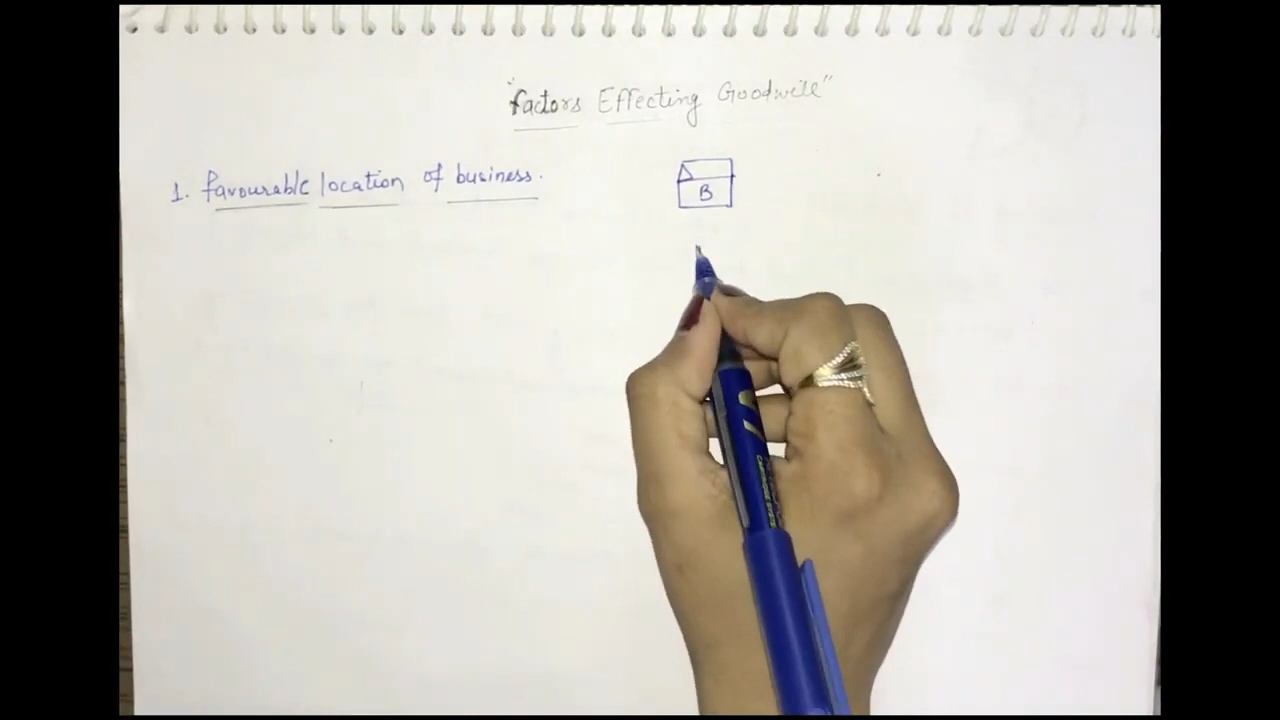 "Factors Effecting Goodwill"
1. favourable location of business.
B